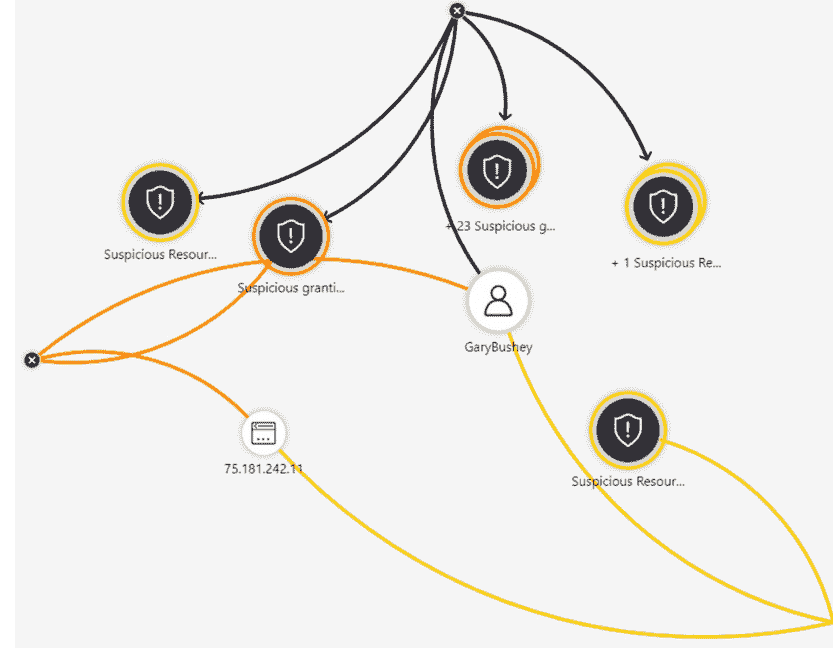 + 23 Suspicious g...
Suspicious Resour...
+ 1 Suspicious Re...
Suspicious granti...
GaryBushey
75.181.242.11
Suspicious Resour...